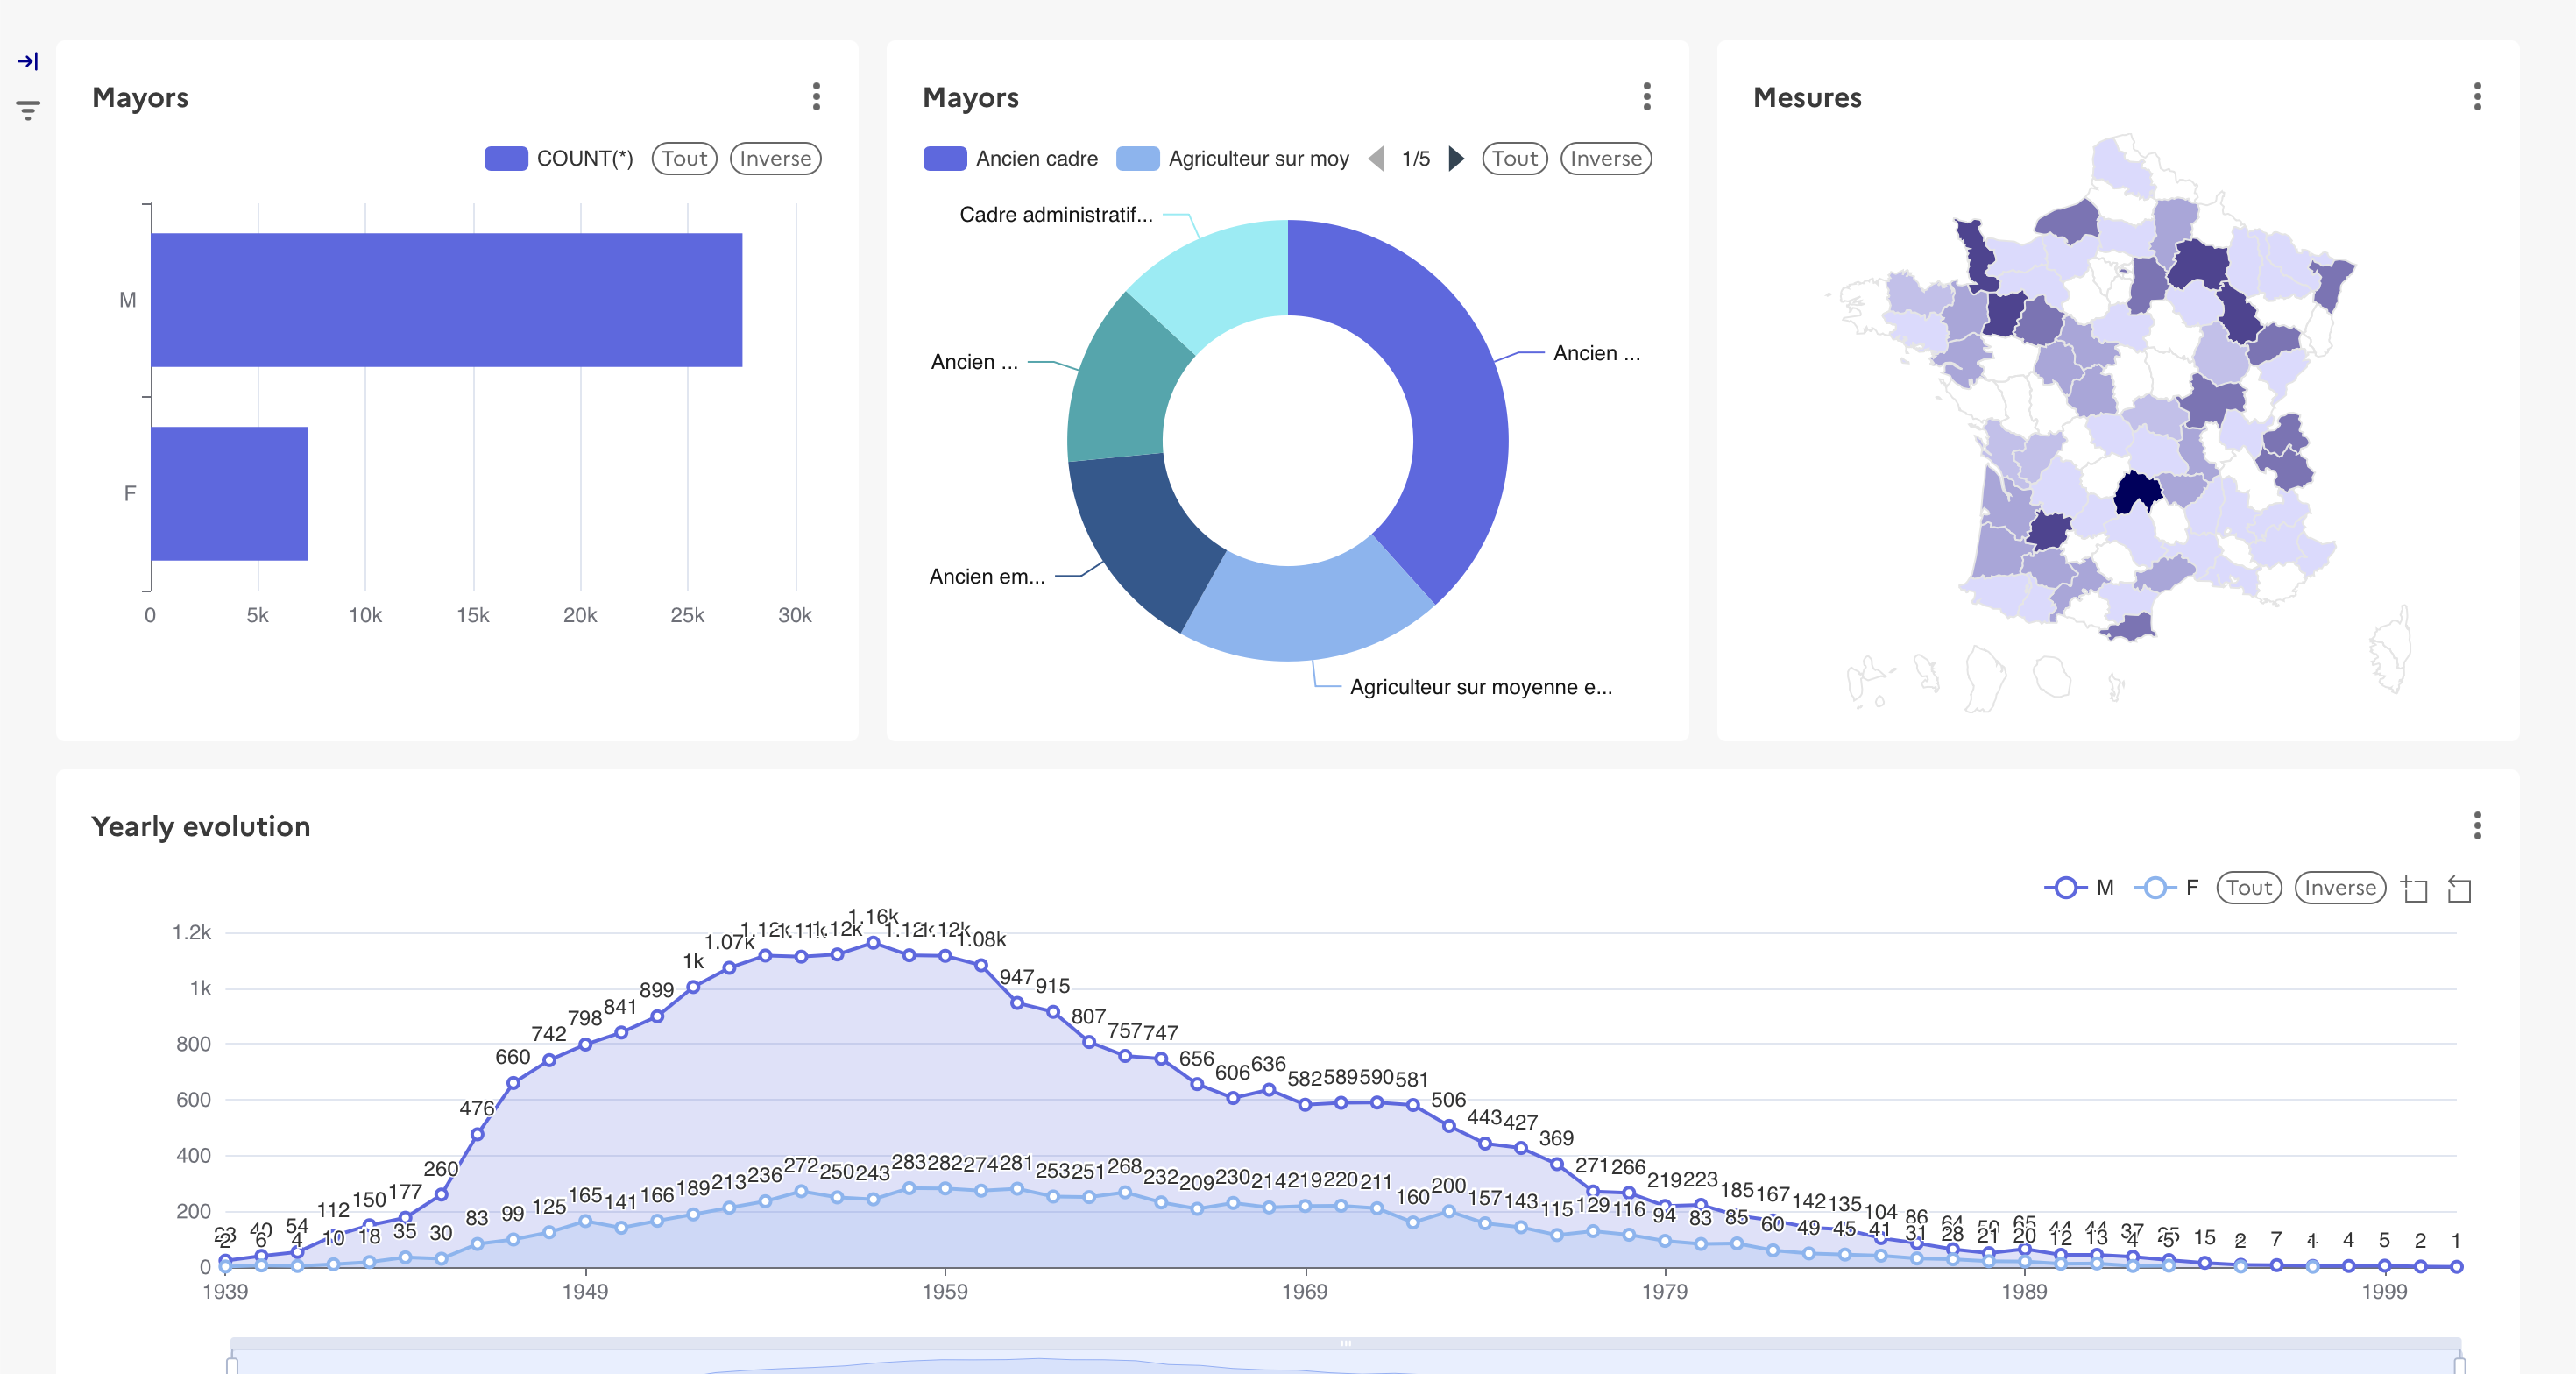 Mayors
COUNT(*) Tout Inverse
M
F
0 5k 10k 15k 20k 25k 30k
Mayors
Ancien cadre Agriculteur sur moy 1/5 Tout Inverse
Cadre administratif...
Ancien ...
Ancien ...
Ancien em...
Agriculteur sur moyenne e...
Mesures
Yearly evolution
M F Tout Inverse
1.2k
1k
800
600
400
200
0
23 40 54 112 150 177 260 476 660 742 798 841 899 1k 1.07k 1.12k 1.11k 1.12k 1.16k 1.12k 1.12k 1.08k 947 915 807 757 747 656 606 636 582 589 590 581 506 443 427 369 271 266 219 223 185 167 142 135 104 86 64 50 65 44 44 37 25 15 7 4 5 2 1
2 6 4 10 18 35 30 83 99 125 165 141 166 189 213 236 272 250 243 283 282 274 281 253 251 268 232 209 230 214 219 220 211 160 200 157 143 115 129 116 94 83 85 60 49 45 41 31 28 21 20 12 13 4 5 2 1
1939 1949 1959 1969 1979 1989 1999